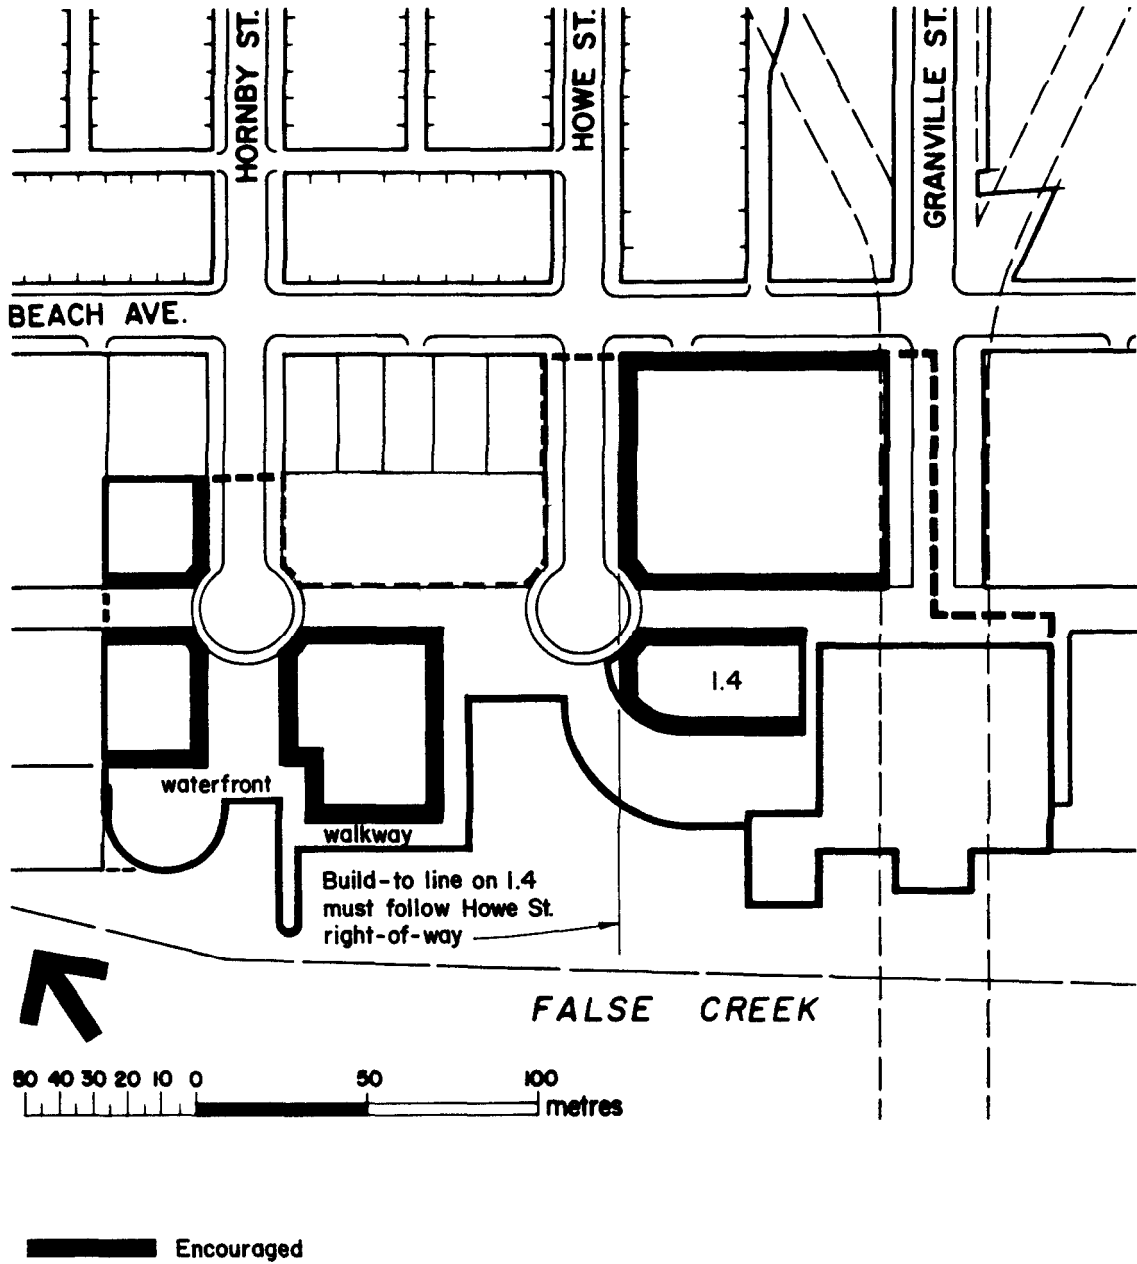 HORNBY ST.
HOWE ST.
GRANVILLE ST.
BEACH AVE.
1.4
waterfront
walkway
Build-to line on 1.4
must follow Howe St.
right-of-way
FALSE CREEK
50 40 30 20 10 0 50 100
metres
Encouraged